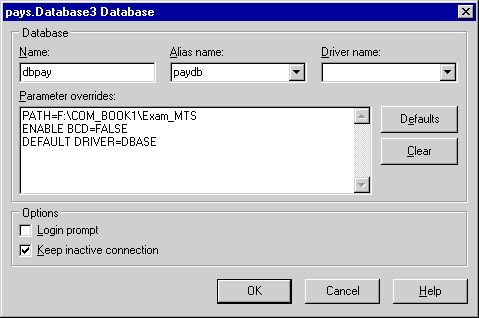 pays.Database3 Database
Database
Name: Alias name: Driver name:
dbpay paydb
Parameter overrides:
PATH=F:\COM_BOOK1\Exam_MTS
ENABLE BCD=FALSE
DEFAULT DRIVER=DBASE
Defaults
Clear
Options
Login prompt
Keep inactive connection
OK Cancel Help